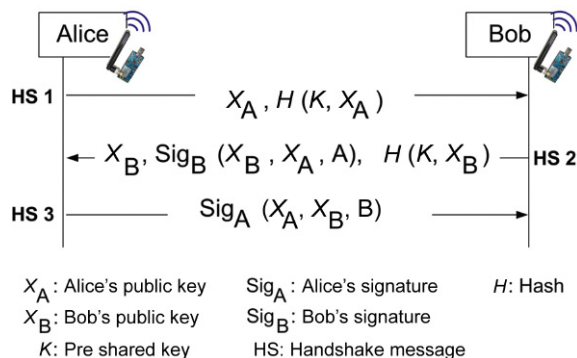 Alice Bob
HS 1 X_A , H (K, X_A)
X_B, Sig_B (X_B , X_A , A), H (K, X_B) HS 2
HS 3 Sig_A (X_A, X_B, B)
X_A : Alice's public key Sig_A : Alice's signature H: Hash
X_B : Bob's public key Sig_B : Bob's signature
K: Pre shared key HS: Handshake message